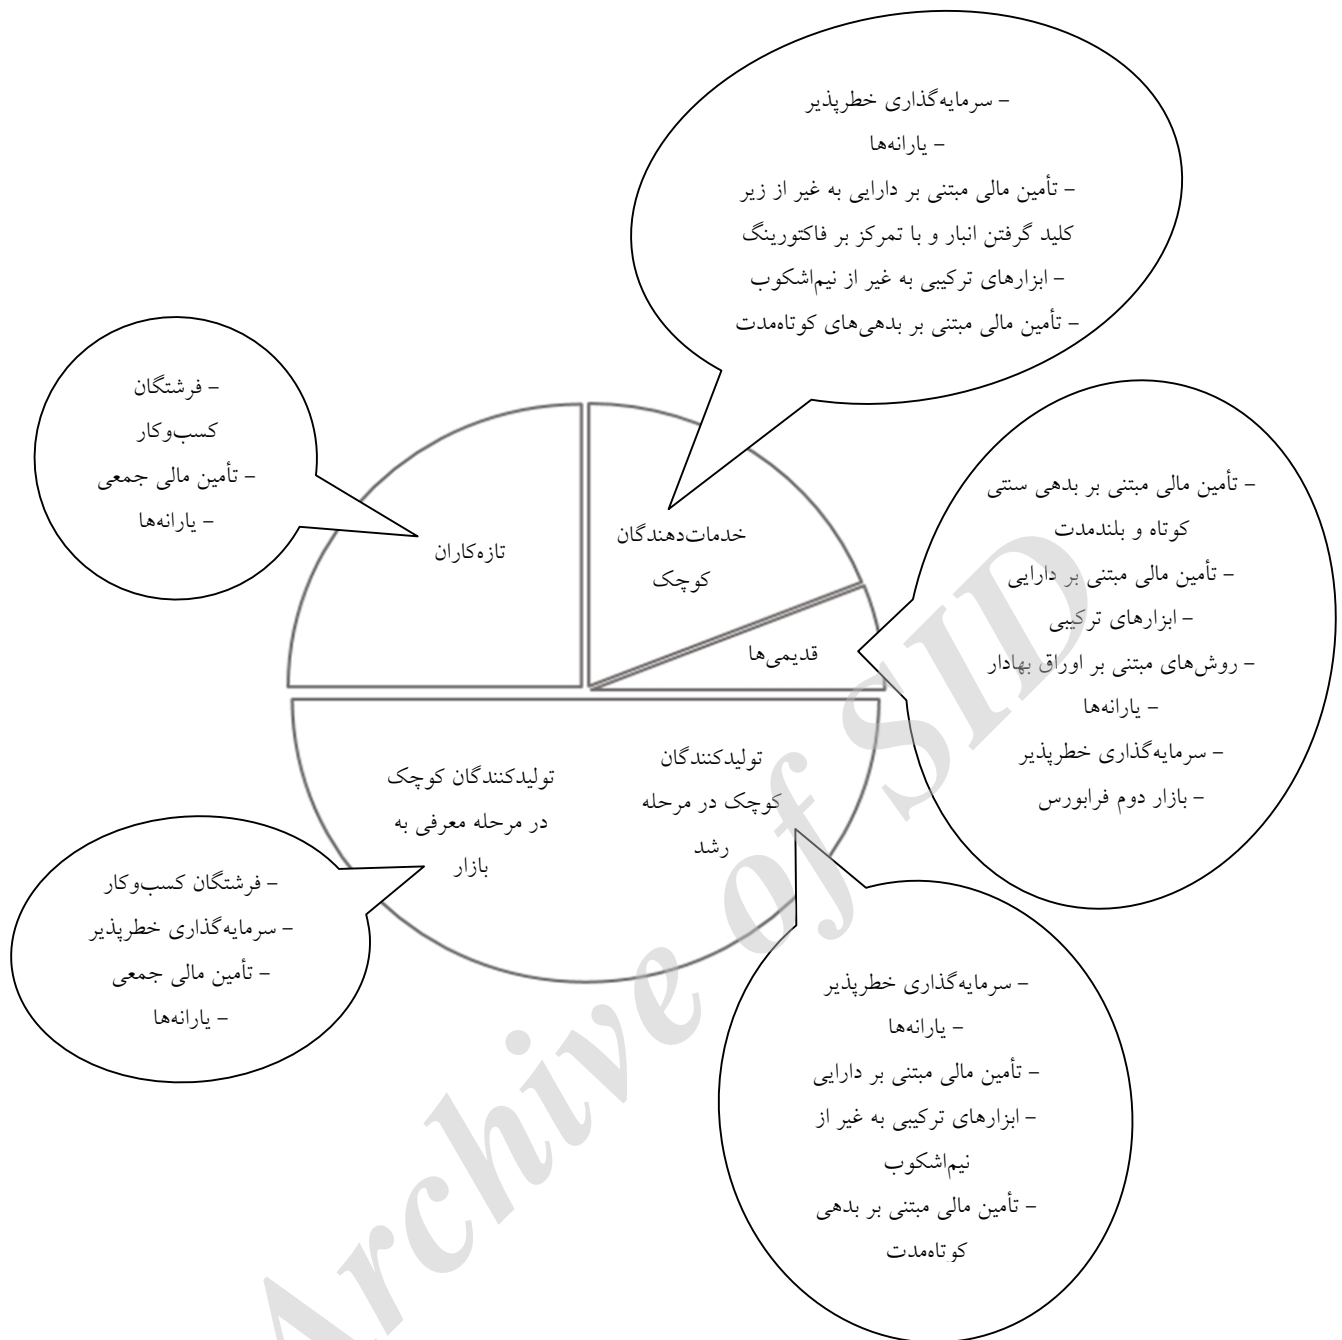 – سرمایه‌گذاری خطرپذیر
– یارانه‌ها
– تأمین مالی مبتنی بر دارایی به غیر از زیر
کلید گرفتن انبار و با تمرکز بر فاکتورینگ
– ابزارهای ترکیبی به غیر از نیم‌اشکوب
– تأمین مالی مبتنی بر بدهی‌های کوتاه‌مدت
– فرشتگان
کسب‌وکار
– تأمین مالی جمعی
– یارانه‌ها
– تأمین مالی مبتنی بر بدهی سنتی
کوتاه و بلندمدت
– تأمین مالی مبتنی بر دارایی
– ابزارهای ترکیبی
– روش‌های مبتنی بر اوراق بهادار
– یارانه‌ها
– سرمایه‌گذاری خطرپذیر
– بازار دوم فرابورس
خدمات‌دهندگان
کوچک
تازه‌کاران
قدیمی‌ها
تولیدکنندگان
کوچک در مرحله
رشد
تولیدکنندگان کوچک
در مرحله معرفی به
بازار
– فرشتگان کسب‌وکار
– سرمایه‌گذاری خطرپذیر
– تأمین مالی جمعی
– یارانه‌ها
– سرمایه‌گذاری خطرپذیر
– یارانه‌ها
– تأمین مالی مبتنی بر دارایی
– ابزارهای ترکیبی به غیر از
نیم‌اشکوب
– تأمین مالی مبتنی بر بدهی
کوتاه‌مدت
Archive of SID